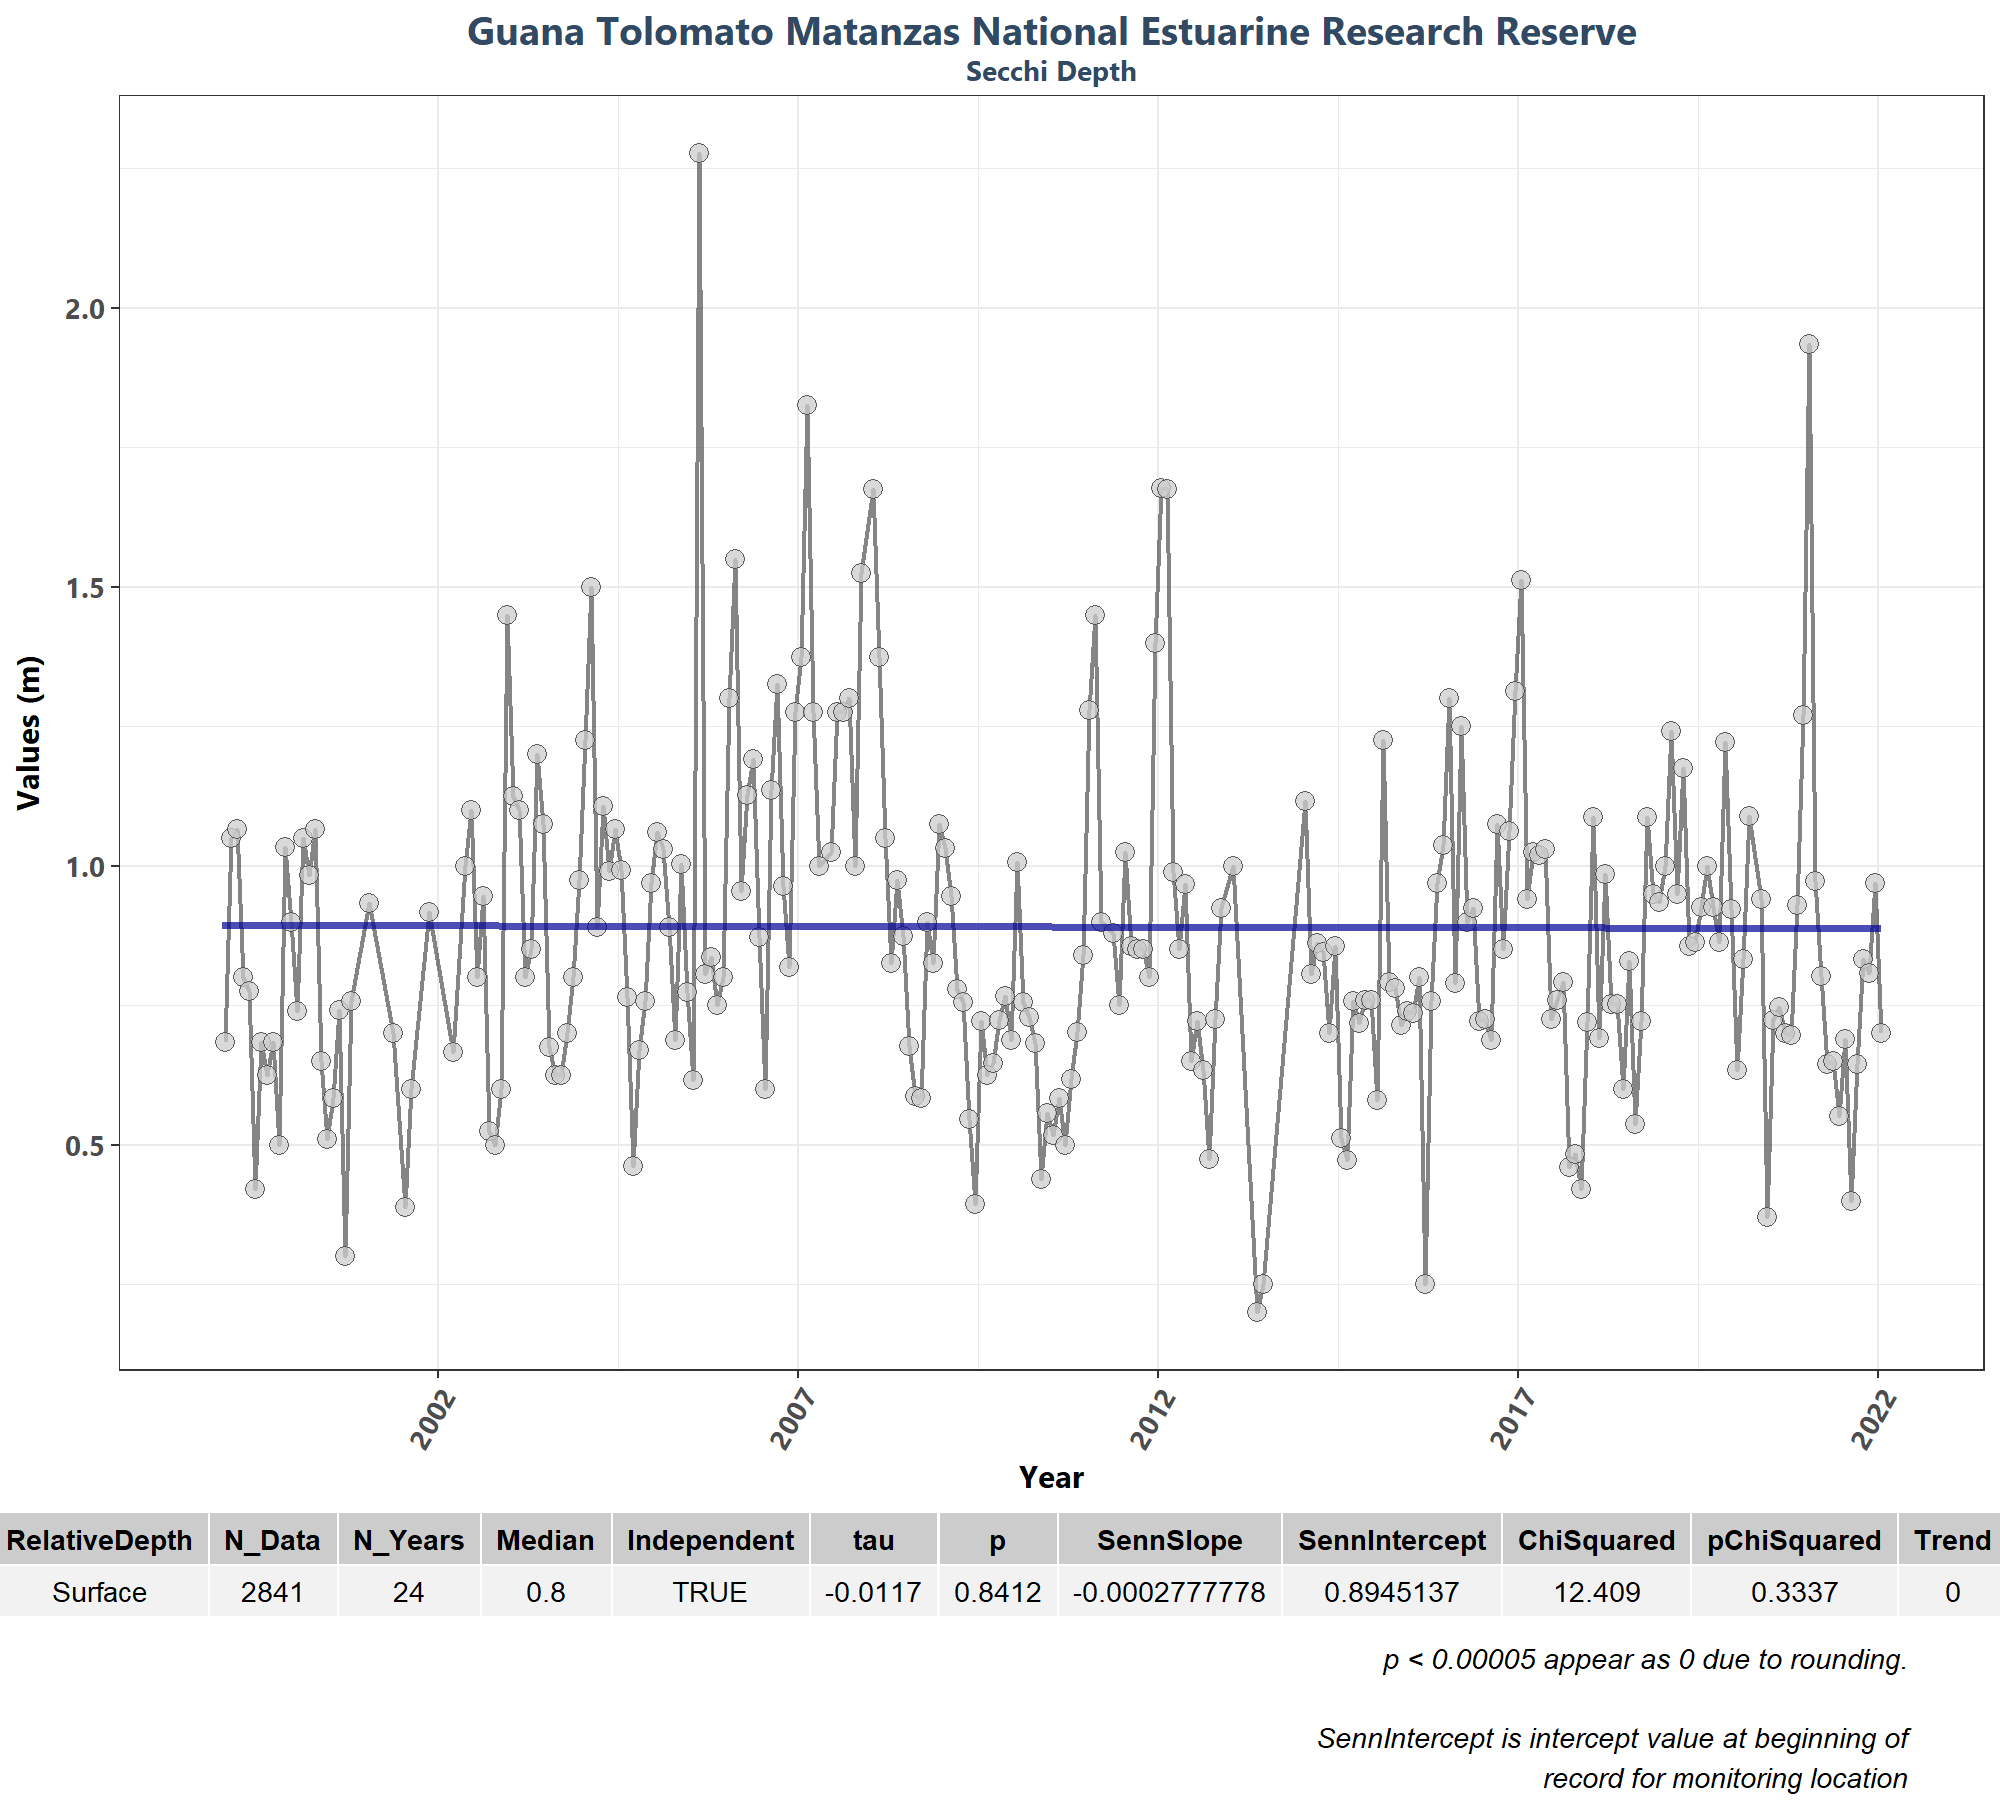 Guana Tolomato Matanzas National Estuarine Research Reserve
Secchi Depth
Values (m)
2.0
1.5
1.0
0.5
2002 2007 2012 2017 2022
Year
RelativeDepth N_Data N_Years Median Independent tau p SennSlope SennIntercept ChiSquared pChiSquared Trend
Surface 2841 24 0.8 TRUE -0.0117 0.8412 -0.0002777778 0.8945137 12.409 0.3337 0
p < 0.00005 appear as 0 due to rounding.
SennIntercept is intercept value at beginning of
record for monitoring location